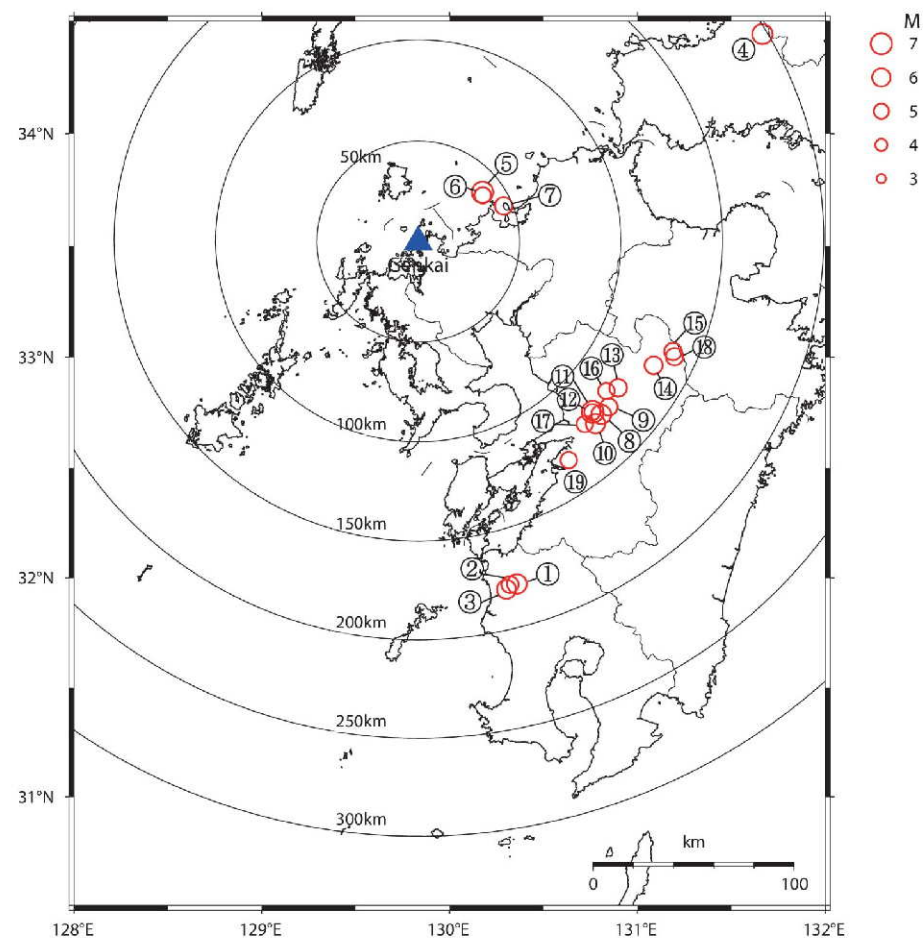 M
7
6
5
4
3
④
34°N
50km
⑤
⑥
⑦
Genkai
33°N
⑮
⑱
⑬
⑯
⑪
⑭
⑫
100km
⑰
⑨
⑧
⑩
⑲
150km
32°N
②
①
③
200km
250km
31°N
300km
km
0
100
128°E
129°E
130°E
131°E
132°E